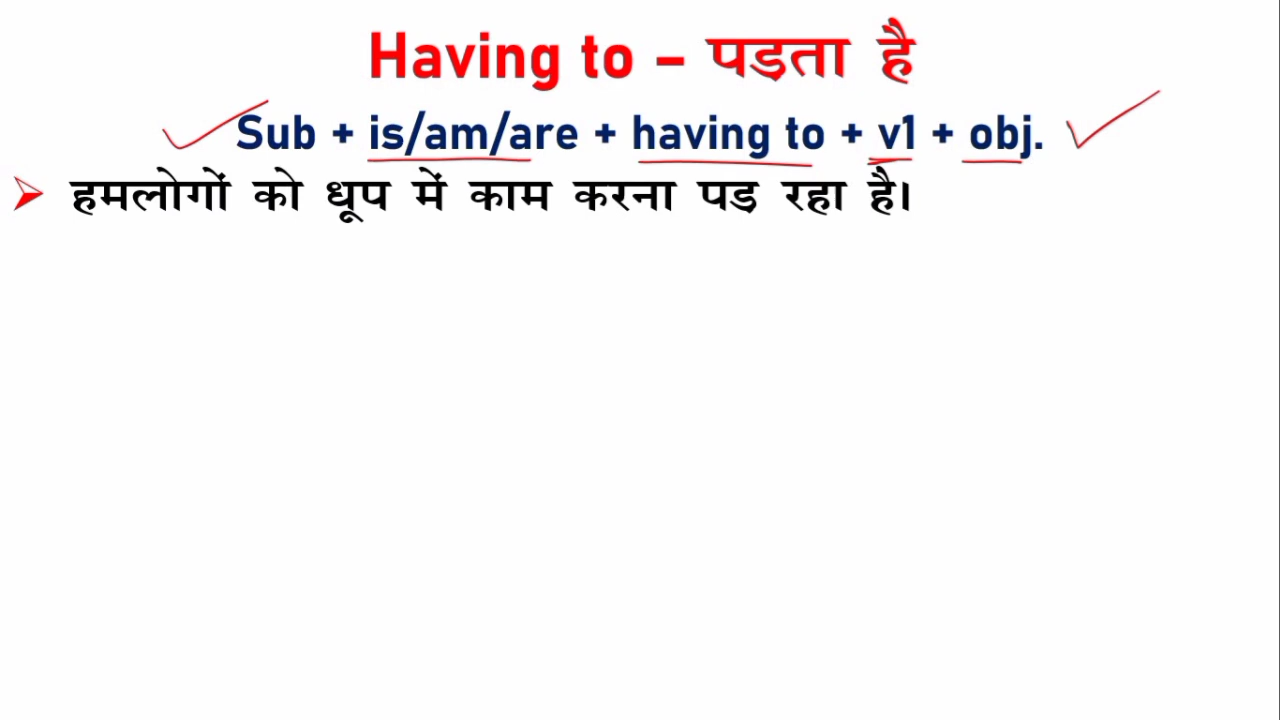 Having to – पड़ता है
Sub + is/am/are + having to + v1 + obj.
हमलोगों को धूप में काम करना पड़ रहा है।